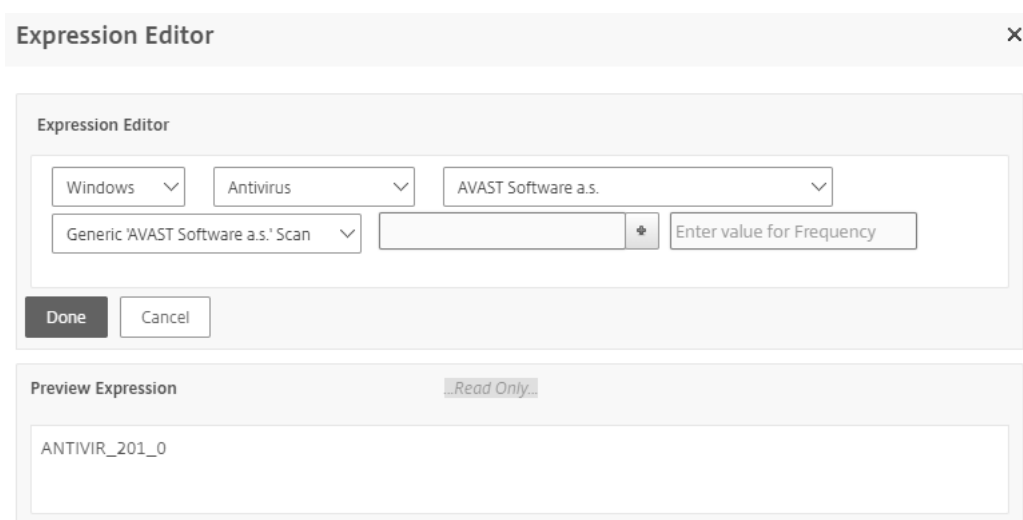 Expression Editor
Expression Editor
Windows Antivirus AVAST Software a.s.
Generic 'AVAST Software a.s.' Scan Enter value for Frequency
Done Cancel
Preview Expression ...Read Only...
ANTIVIR_201_0